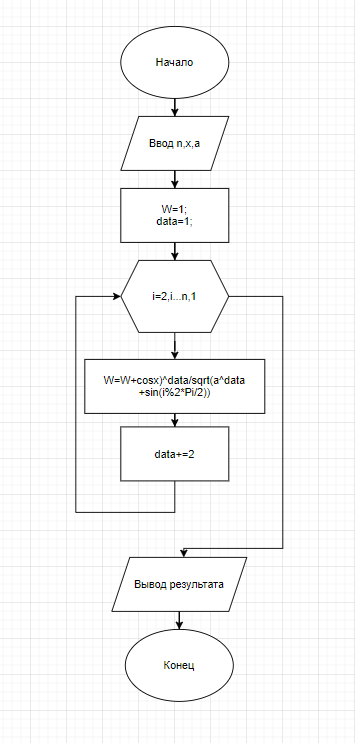 Начало
Ввод n,x,a
W=1;
data=1;
i=2,i...n,1
W=W+cosx)^data/sqrt(a^data
+sin(i%2*Pi/2))
data+=2
Вывод результата
Конец